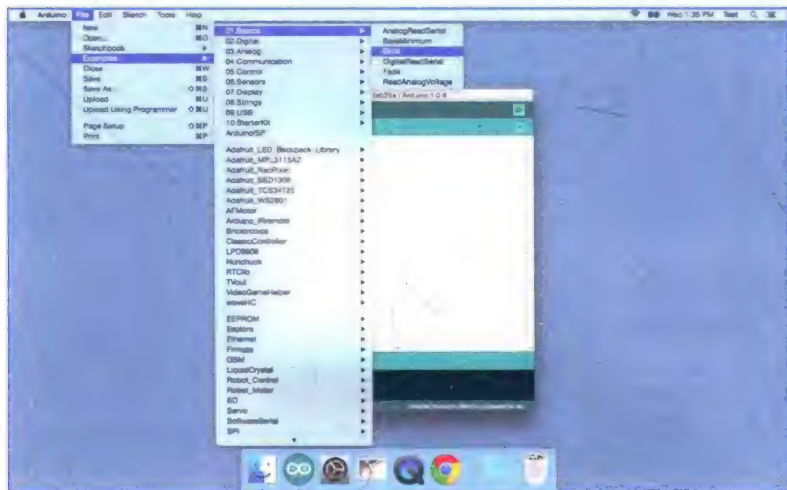 Arduino File Edit Sketch Tools Help
Wed 1:36 PM Test
New ⌘N
Open... ⌘O
Sketchbook
Examples
Close ⌘W
Save ⌘S
Save As... ⇧⌘S
Upload ⌘U
Upload Using Programmer ⇧⌘U
Page Setup ⇧⌘P
Print ⌘P
01.Basics
02.Digital
03.Analog
04.Communication
05.Control
06.Sensors
07.Display
08.Strings
09.USB
10.StarterKit
ArduinoISP
Adafruit_LED_Backpack_Library
Adafruit_MPL3115A2
Adafruit_NeoPixel
Adafruit_SSD1306
Adafruit_TCS34725
Adafruit_WS2801
AFMotor
Arduino_IRremote
Bricktronics
ClassicController
LPD8806
Nunchuck
RTClib
TVout
VideoGameHelper
waveHC
EEPROM
Esplora
Ethernet
Firmata
GSM
LiquidCrystal
Robot_Control
Robot_Motor
SD
Servo
SoftwareSerial
SPI
AnalogReadSerial
BareMinimum
Blink
DigitalReadSerial
Fade
ReadAnalogVoltage
Arduino 1.0.6